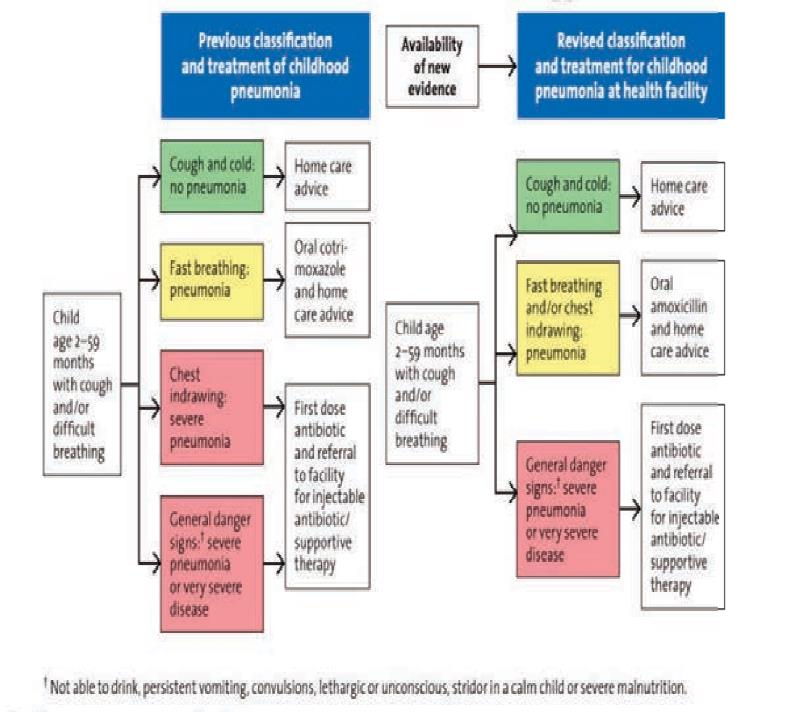 Previous classification
and treatment of childhood
pneumonia
Availability
of new
evidence
Revised classification
and treatment for childhood
pneumonia at health facility
Child
age 2–59
months
with cough
and/or
difficult
breathing
Cough and cold:
no pneumonia
Home care
advice
Fast breathing:
pneumonia
Oral cotri-
moxazole
and home
care advice
Chest
indrawing:
severe
pneumonia
General danger
signs:† severe
pneumonia
or very severe
disease
First dose
antibiotic
and referral
to facility
for injectable
antibiotic/
supportive
therapy
Child age
2–59 months
with cough
and/or
difficult
breathing
Cough and cold:
no pneumonia
Home care
advice
Fast breathing
and/or chest
indrawing:
pneumonia
Oral
amoxicillin
and home
care advice
General danger
signs:† severe
pneumonia
or very severe
disease
First dose
antibiotic
and referral
to facility
for injectable
antibiotic/
supportive
therapy
† Not able to drink, persistent vomiting, convulsions, lethargic or unconscious, stridor in a calm child or severe malnutrition.